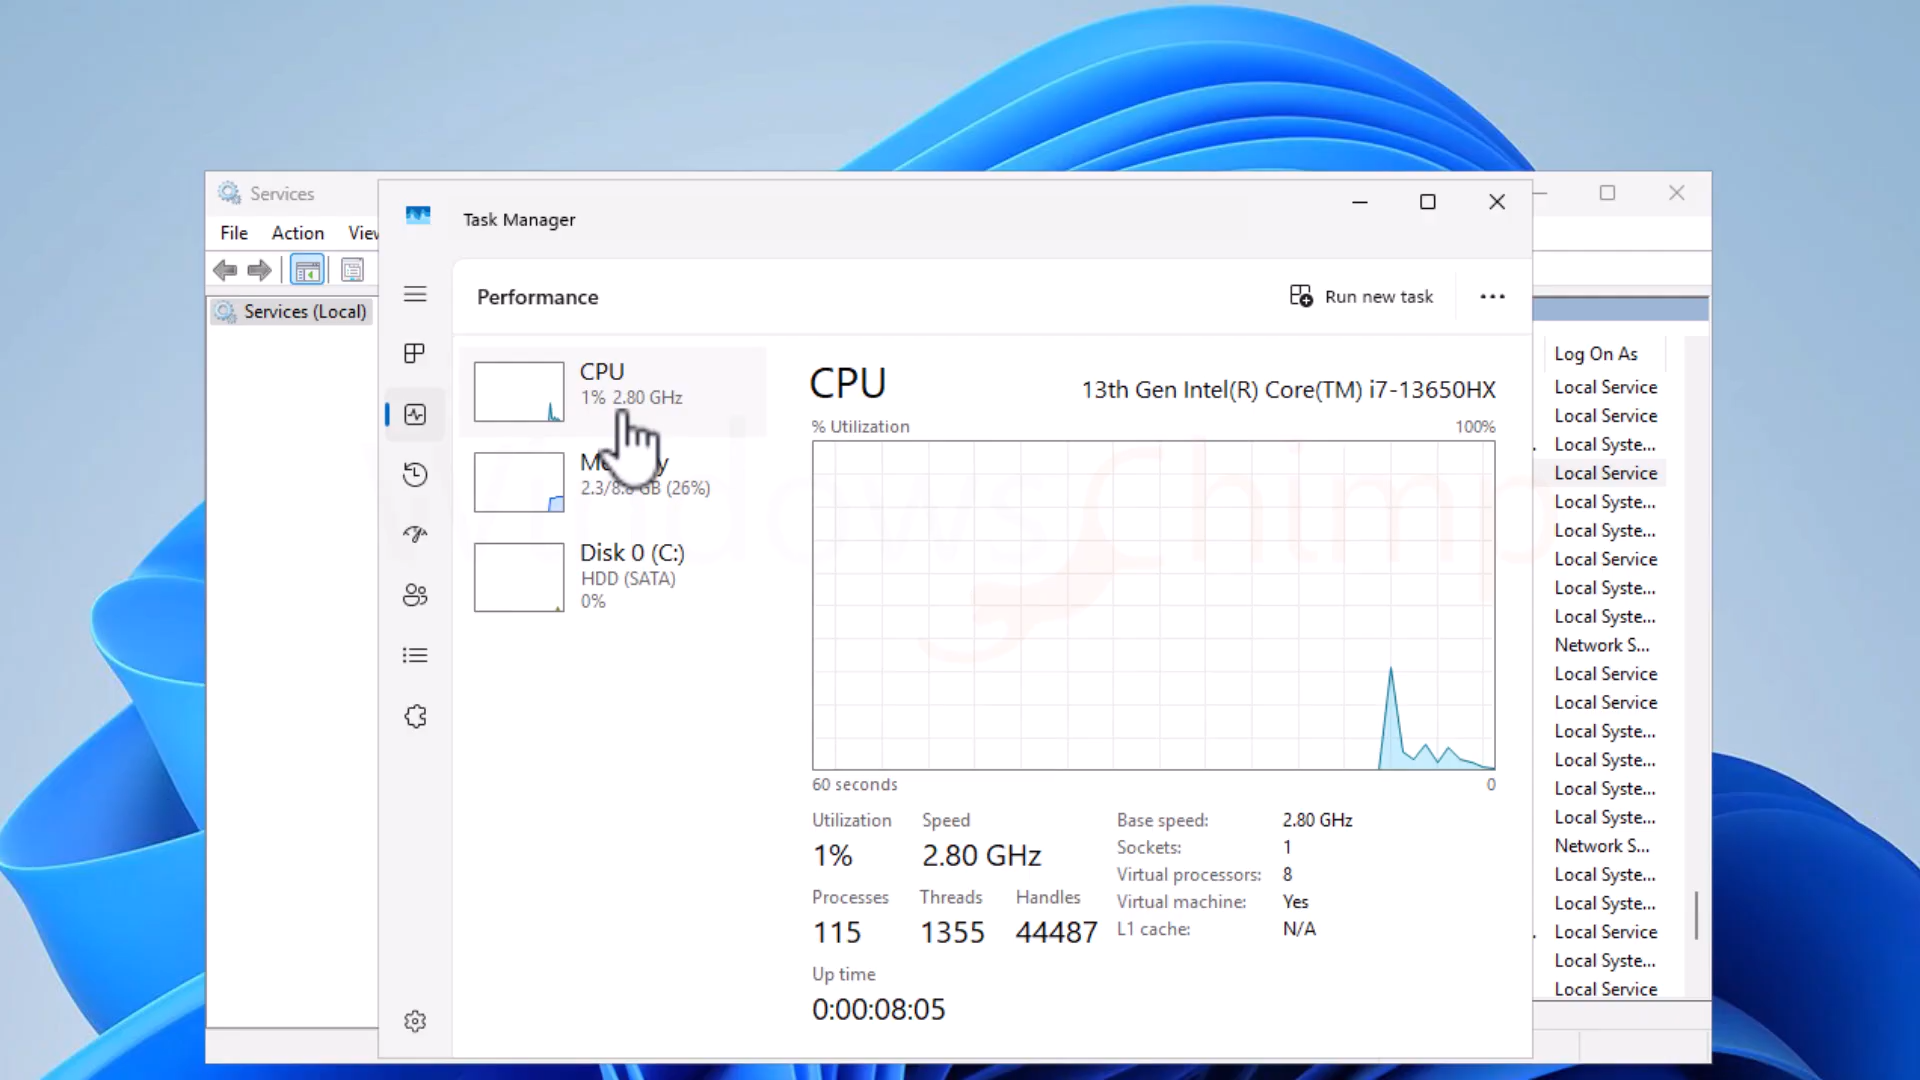 Services
File Action View
Services (Local)
Task Manager
Performance
Run new task
CPU
1% 2.80 GHz
2.3/8.0 GB (26%)
Disk 0 (C:)
HDD (SATA)
0%
CPU
13th Gen Intel(R) Core(TM) i7-13650HX
% Utilization
100%
60 seconds
0
Utilization
1%
Speed
2.80 GHz
Processes
115
Threads
1355
Handles
44487
Up time
0:00:08:05
Base speed: 2.80 GHz
Sockets: 1
Virtual processors: 8
Virtual machine: Yes
L1 cache: N/A
Log On As
Local Service
Local Service
Local Syste...
Local Service
Local Syste...
Local Syste...
Local Service
Local Syste...
Local Syste...
Network S...
Local Service
Local Service
Local Syste...
Local Syste...
Local Syste...
Local Syste...
Network S...
Local Syste...
Local Syste...
Local Service
Local Syste...
Local Service
Windows Chimp